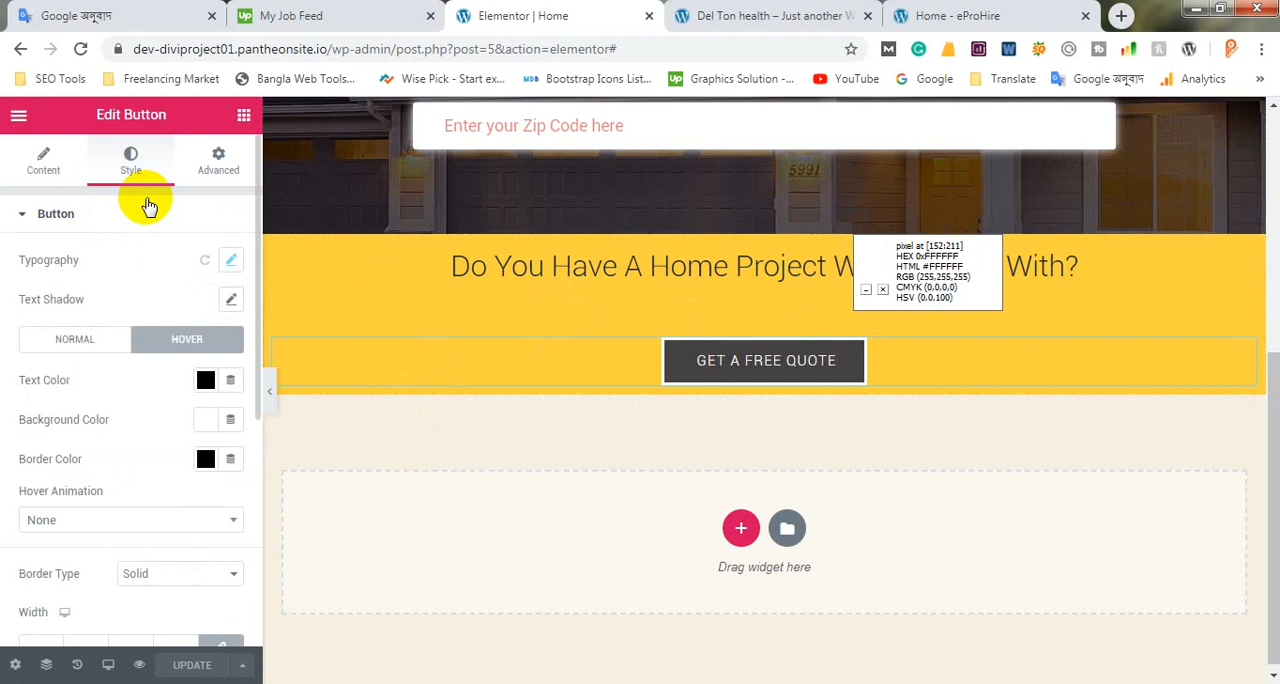 Google অনুবাদ
My Job Feed
Elementor | Home
Del Ton health – Just another W
Home - eProHire
dev-diviproject01.pantheonsite.io/wp-admin/post.php?post=5&action=elementor#
SEO Tools
Freelancing Market
Bangla Web Tools...
Wise Pick - Start ex...
MDB Bootstrap Icons List...
Up Graphics Solution -...
YouTube
Google
Translate
Google অনুবাদ
Analytics
Edit Button
Content
Style
Advanced
Button
Typography
Text Shadow
NORMAL
HOVER
Text Color
Background Color
Border Color
Hover Animation
None
Border Type
Solid
Width
UPDATE
Enter your Zip Code here
5991
Do You Have A Home Project W
With?
pixel at [152:211]
HEX 0xFFFFFF
HTML #FFFFFF
RGB (255,255,255)
CMYK (0,0,0,0)
HSV (0,0,100)
GET A FREE QUOTE
Drag widget here